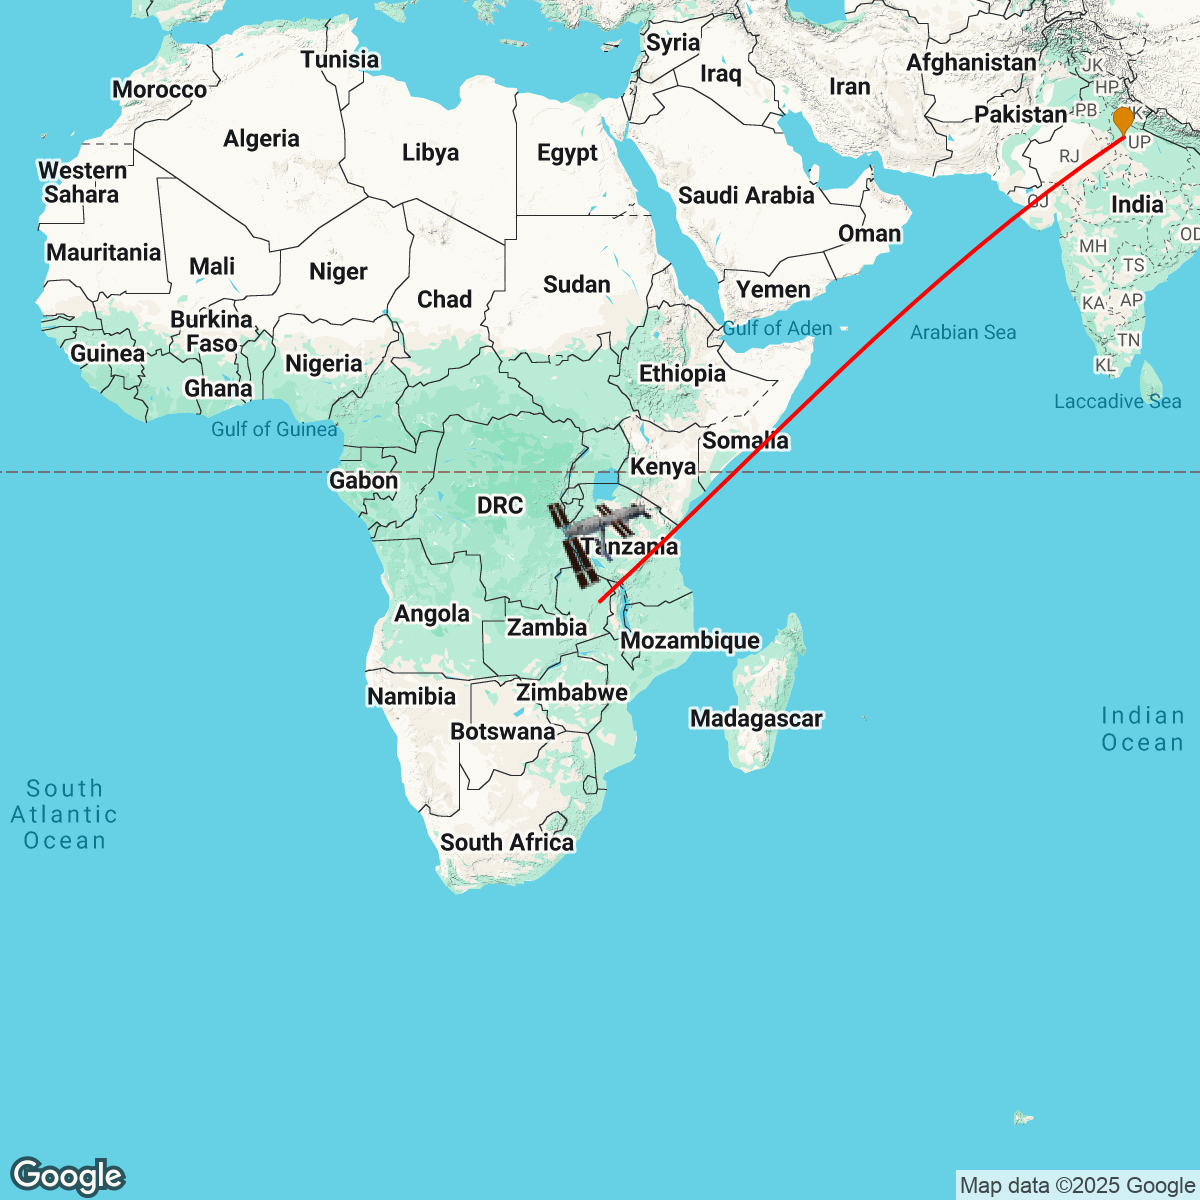 Syria
Tunisia
Afghanistan
JK
Iraq
Iran
HP
Morocco
PB
Pakistan
Algeria
UP
Libya
Egypt
RJ
Western
Sahara
Saudi Arabia
GJ
India
Oman
OD
Mauritania
MH
Mali
Niger
TS
Sudan
Yemen
Chad
KA
AP
Burkina
Faso
Gulf of Aden
Arabian Sea
TN
Guinea
Nigeria
KL
Ethiopia
Ghana
Laccadive Sea
Gulf of Guinea
Somalia
Kenya
Gabon
DRC
Tanzania
Angola
Zambia
Mozambique
Namibia
Zimbabwe
Madagascar
Indian
Ocean
Botswana
South
Atlantic
Ocean
South Africa
Google
Map data ©2025 Google